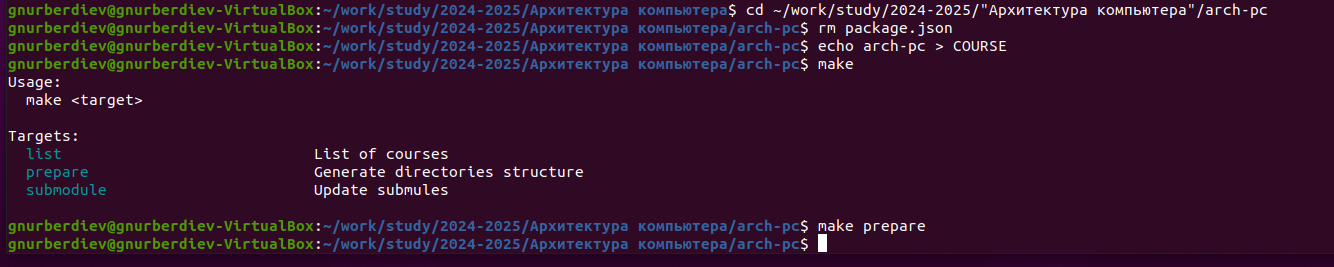 gnurberdiev@gnurberdiev-VirtualBox:~/work/study/2024-2025/Архитектура компьютера$ cd ~/work/study/2024-2025/"Архитектура компьютера"/arch-pc
gnurberdiev@gnurberdiev-VirtualBox:~/work/study/2024-2025/Архитектура компьютера/arch-pc$ rm package.json
gnurberdiev@gnurberdiev-VirtualBox:~/work/study/2024-2025/Архитектура компьютера/arch-pc$ echo arch-pc > COURSE
gnurberdiev@gnurberdiev-VirtualBox:~/work/study/2024-2025/Архитектура компьютера/arch-pc$ make
Usage:
  make <target>

Targets:
  list                            List of courses
  prepare                         Generate directories structure
  submodule                       Update submules

gnurberdiev@gnurberdiev-VirtualBox:~/work/study/2024-2025/Архитектура компьютера/arch-pc$ make prepare
gnurberdiev@gnurberdiev-VirtualBox:~/work/study/2024-2025/Архитектура компьютера/arch-pc$